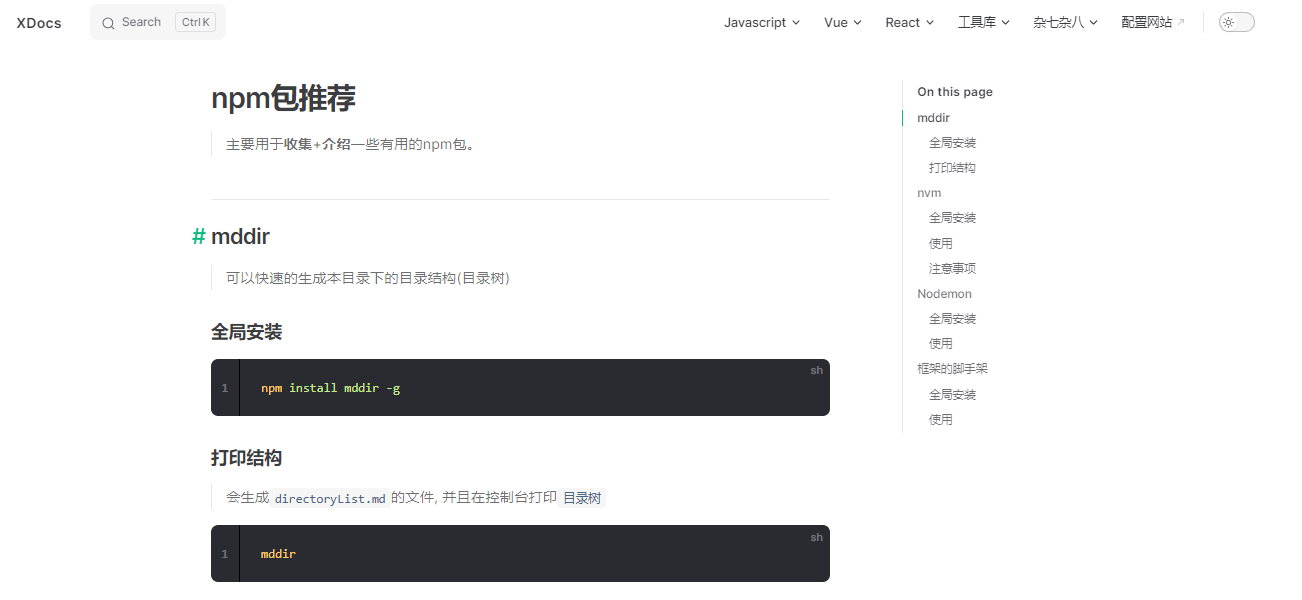 XDocs Search Ctrl K Javascript Vue React 工具库 杂七杂八 配置网站
npm包推荐
主要用于收集+介绍一些有用的npm包。
# mddir
可以快速的生成本目录下的目录结构(目录树)
全局安装
sh
1 npm install mddir -g
打印结构
会生成 directoryList.md 的文件, 并且在控制台打印 目录树
sh
1 mddir
On this page
mddir
全局安装
打印结构
nvm
全局安装
使用
注意事项
Nodemon
全局安装
使用
框架的脚手架
全局安装
使用